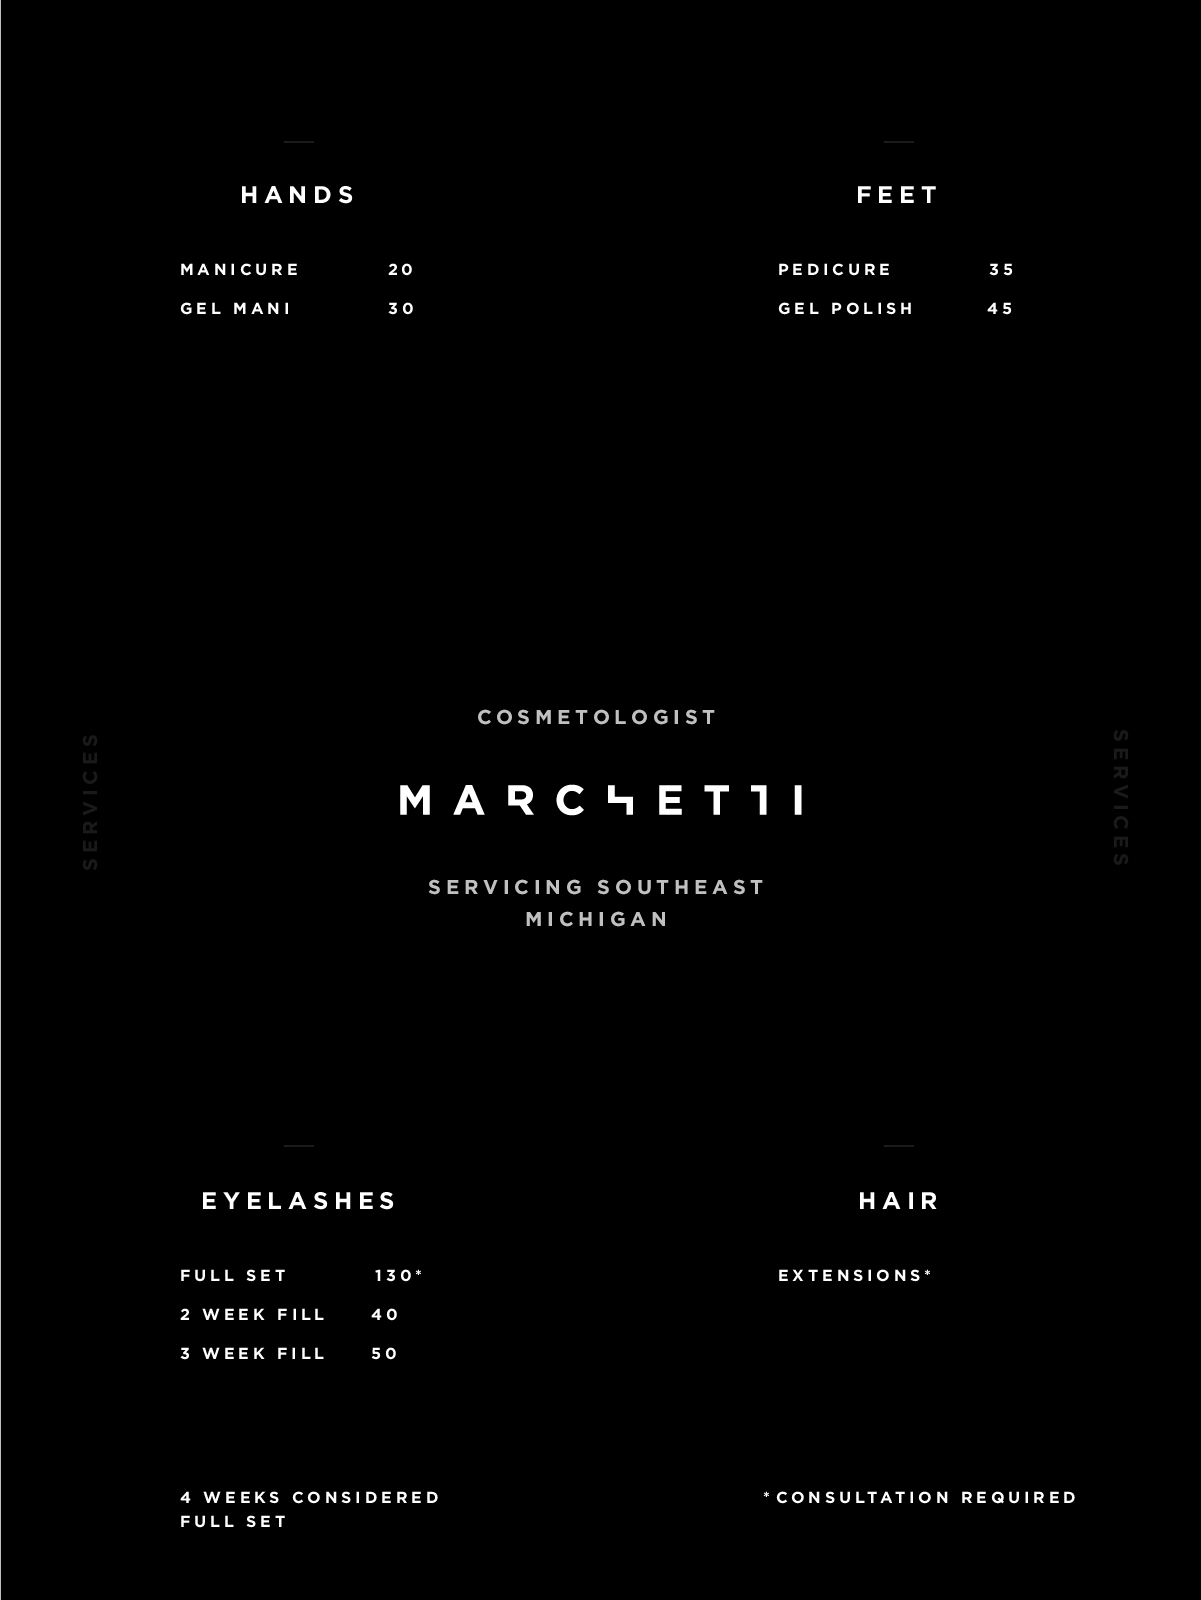 HANDS
MANICURE 20
GEL MANI 30
FEET
PEDICURE 35
GEL POLISH 45
SERVICES
COSMETOLOGIST
MARCHETTI
SERVICING SOUTHEAST
MICHIGAN
SERVICES
EYELASHES
FULL SET 130*
2 WEEK FILL 40
3 WEEK FILL 50
4 WEEKS CONSIDERED
FULL SET
HAIR
EXTENSIONS*
*CONSULTATION REQUIRED